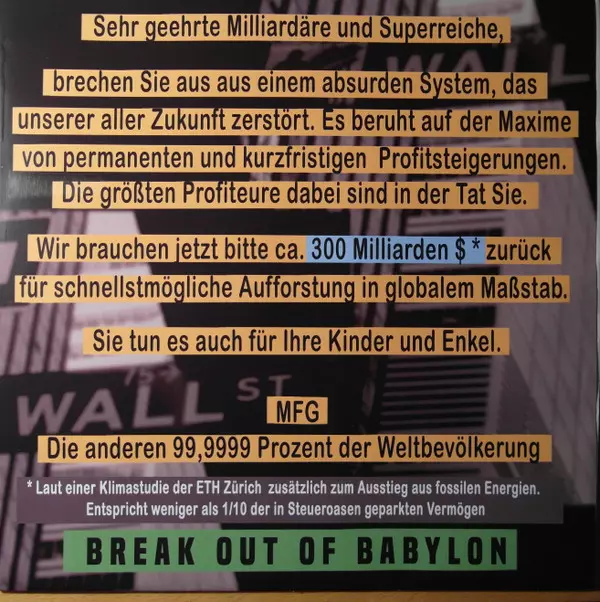 Sehr geehrte Milliardäre und Superreiche,
WALL
brechen Sie aus aus einem absurden System, das
unserer aller Zukunft zerstört. Es beruht auf der Maxime
von permanenten und kurzfristigen Profitsteigerungen.
Die größten Profiteure dabei sind in der Tat Sie.
Wir brauchen jetzt bitte ca. 300 Milliarden $ * zurück
für schnellstmögliche Aufforstung in globalem Maßstab.
Sie tun es auch für Ihre Kinder und Enkel.
WALL ST
MFG
Die anderen 99,9999 Prozent der Weltbevölkerung
* Laut einer Klimastudie der ETH Zürich zusätzlich zum Ausstieg aus fossilen Energien.
Entspricht weniger als 1/10 der in Steueroasen geparkten Vermögen
BREAK OUT OF BABYLON